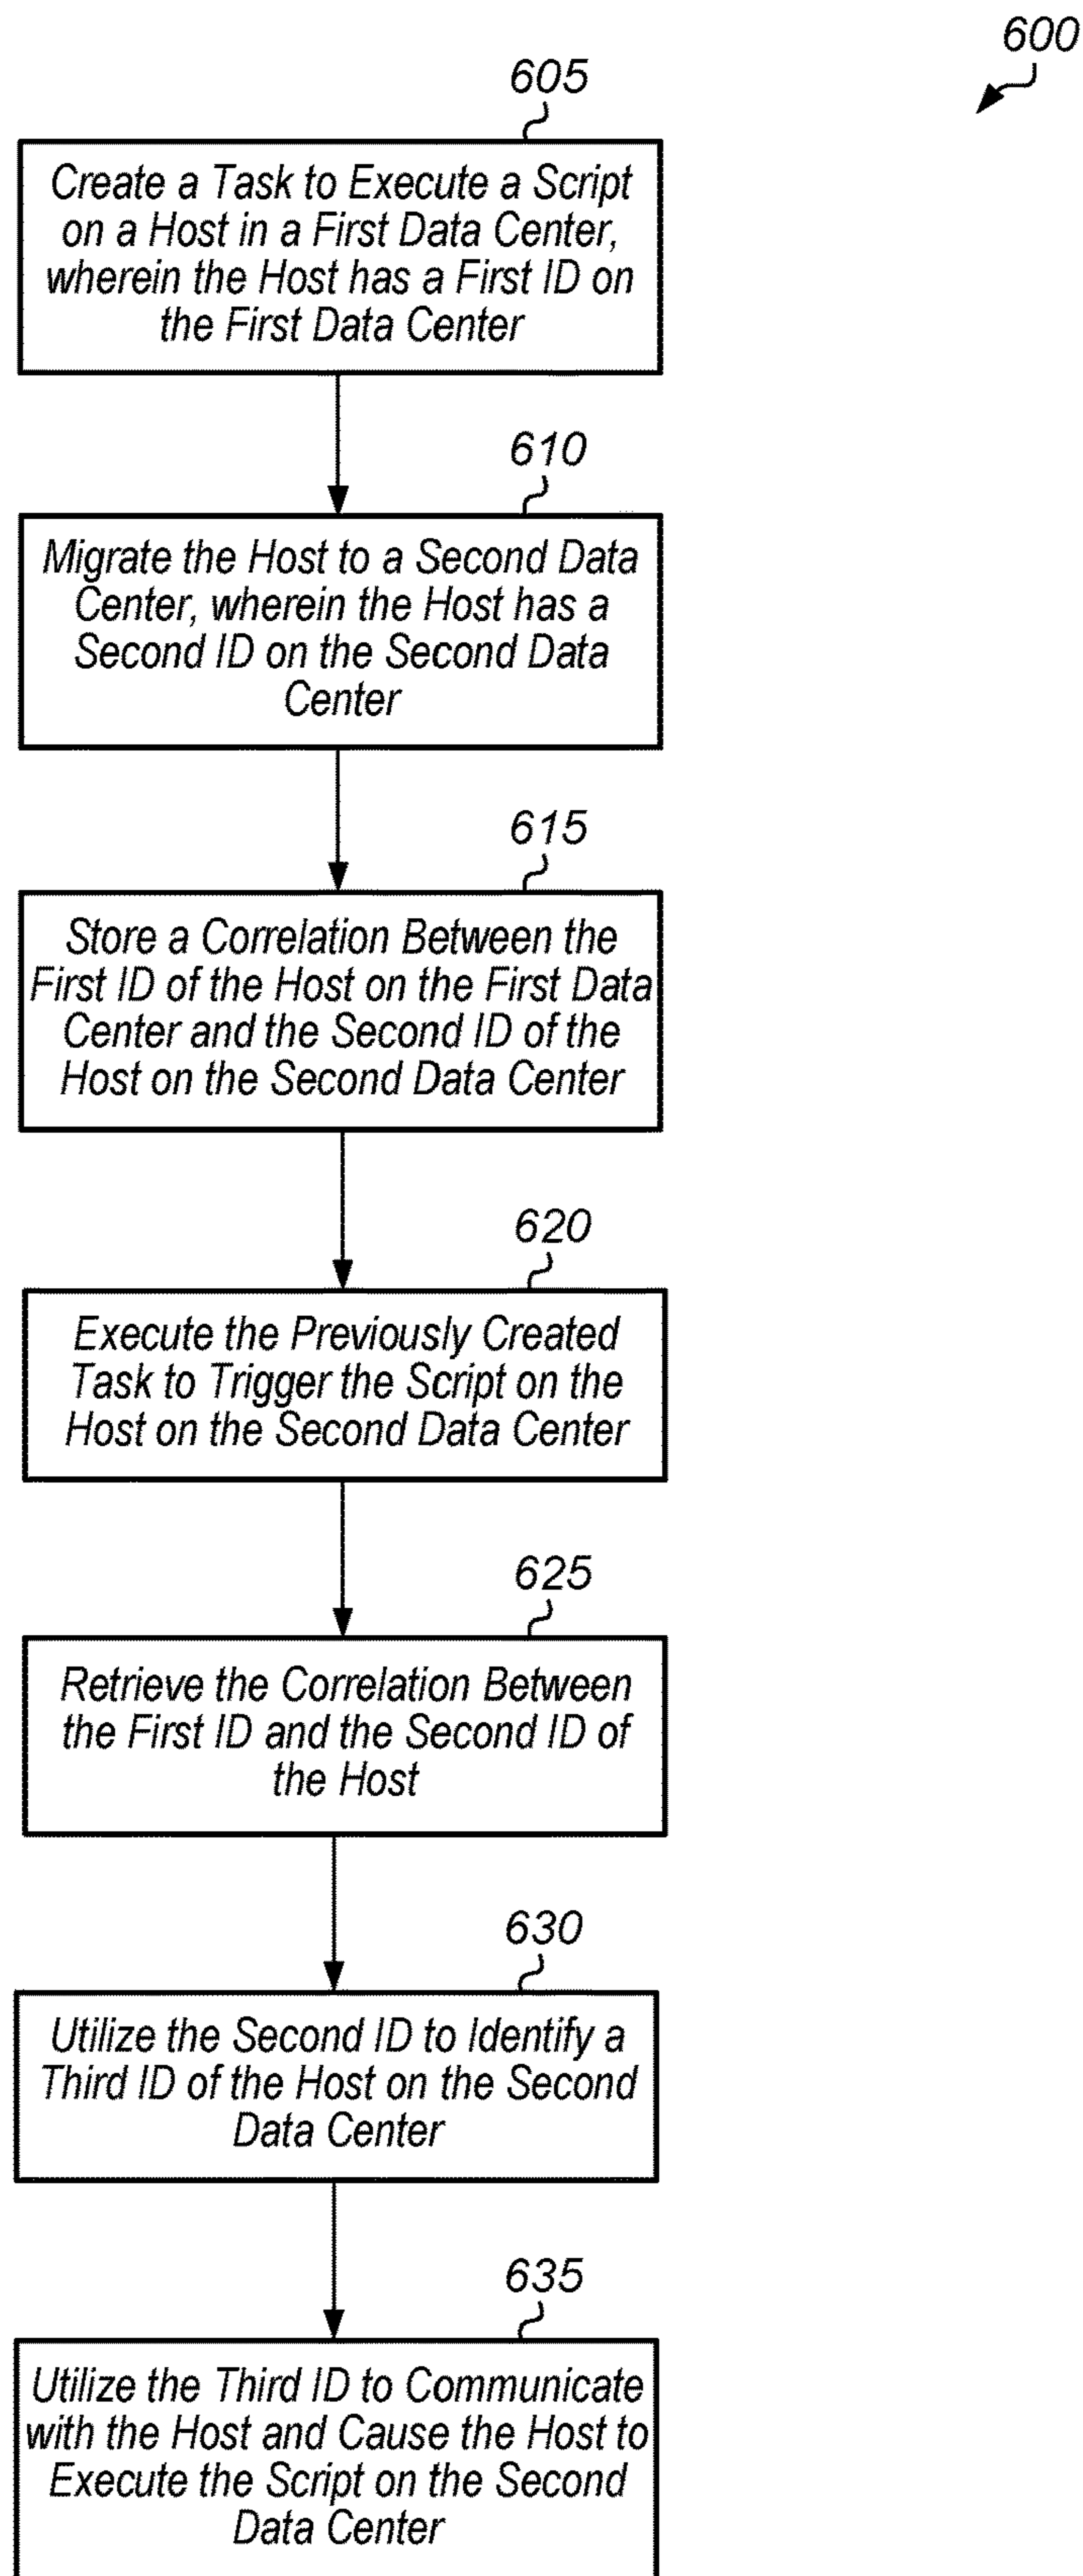 600
605
Create a Task to Execute a Script
on a Host in a First Data Center,
wherein the Host has a First ID on
the First Data Center
610
Migrate the Host to a Second Data
Center, wherein the Host has a
Second ID on the Second Data
Center
615
Store a Correlation Between the
First ID of the Host on the First Data
Center and the Second ID of the
Host on the Second Data Center
620
Execute the Previously Created
Task to Trigger the Script on the
Host on the Second Data Center
625
Retrieve the Correlation Between
the First ID and the Second ID of
the Host
630
Utilize the Second ID to Identify a
Third ID of the Host on the Second
Data Center
635
Utilize the Third ID to Communicate
with the Host and Cause the Host to
Execute the Script on the Second
Data Center